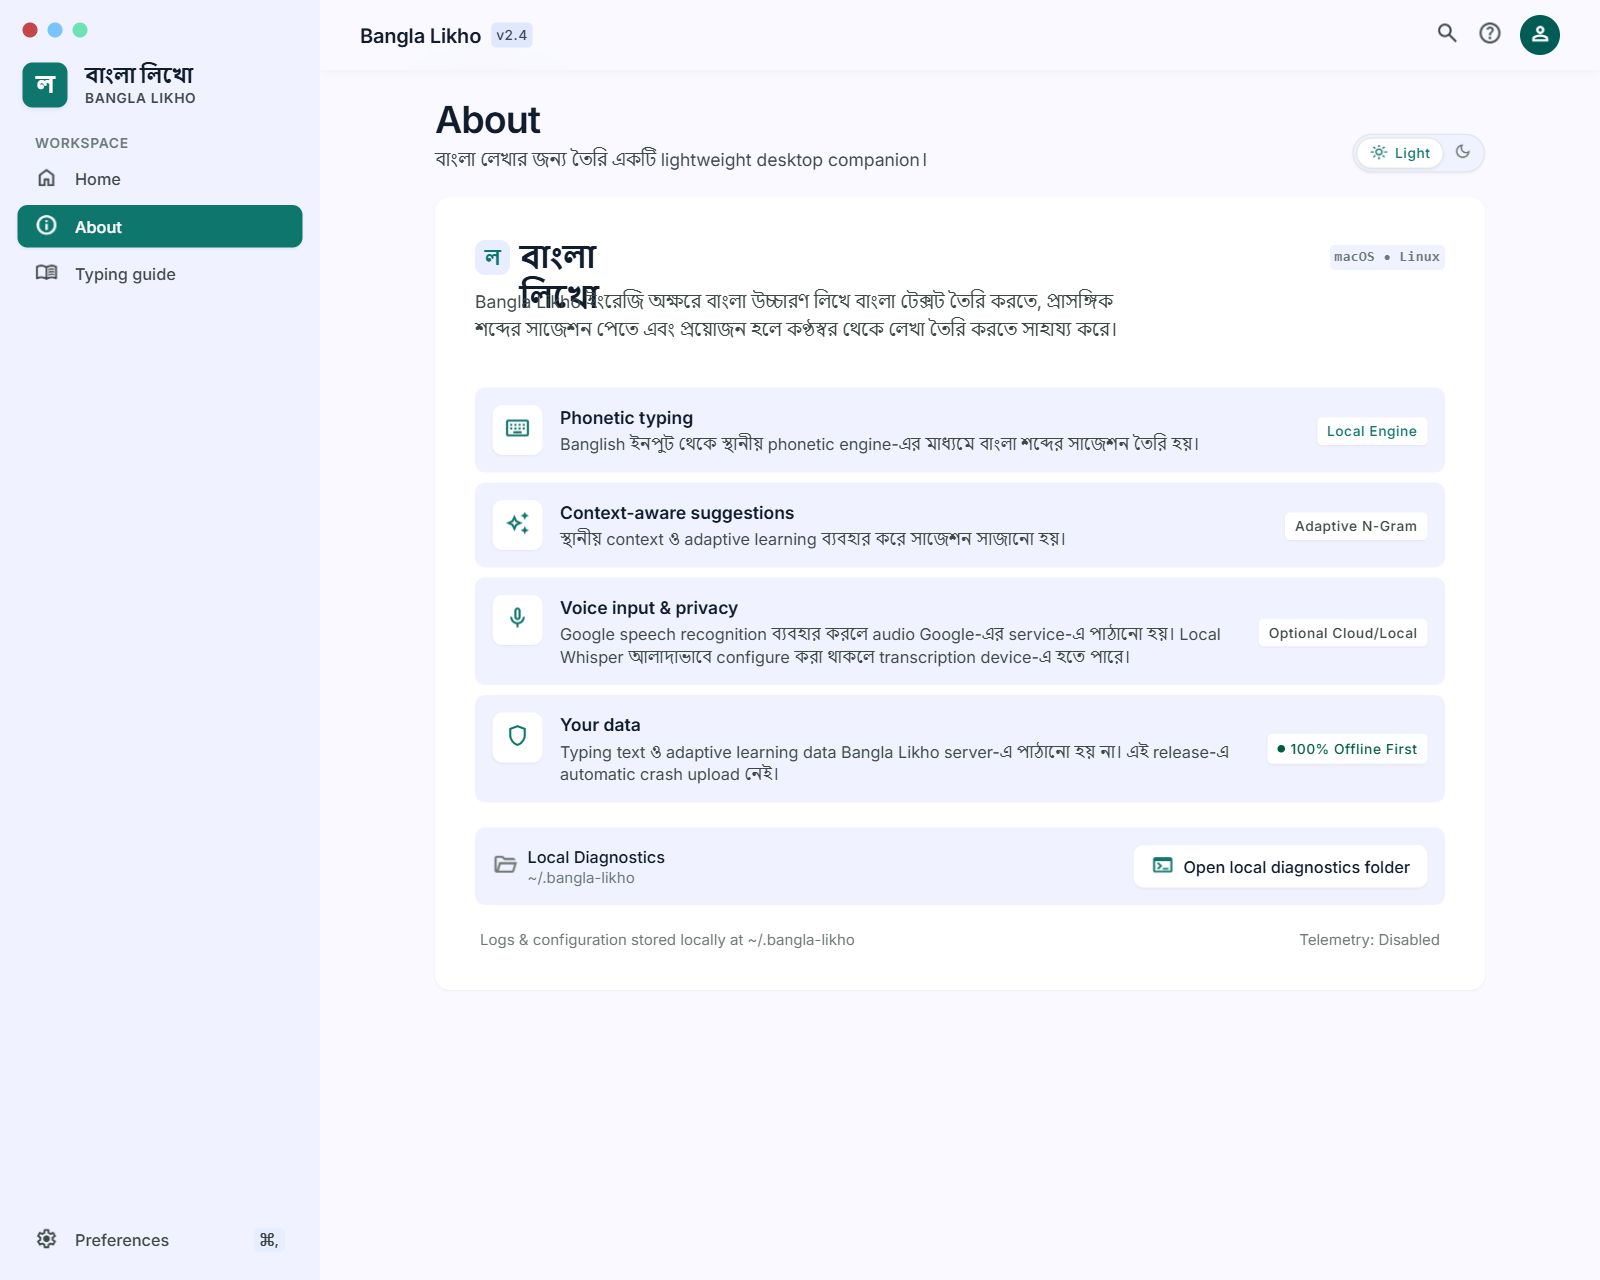 ল
বাংলা লিখো
BANGLA LIKHO
WORKSPACE
Home
About
Typing guide
Preferences
⌘,
Bangla Likho v2.4
About
বাংলা লেখার জন্য তৈরি একটি lightweight desktop companion।
Light
ল
বাংলা
লিখো
macOS • Linux
Bangla Likho ইংরেজি অক্ষরে বাংলা উচ্চারণ লিখে বাংলা টেক্সট তৈরি করতে, প্রাসঙ্গিক
শব্দের সাজেশন পেতে এবং প্রয়োজন হলে কণ্ঠস্বর থেকে লেখা তৈরি করতে সাহায্য করে।
Phonetic typing
Banglish ইনপুট থেকে স্থানীয় phonetic engine-এর মাধ্যমে বাংলা শব্দের সাজেশন তৈরি হয়।
Local Engine
Context-aware suggestions
স্থানীয় context ও adaptive learning ব্যবহার করে সাজেশন সাজানো হয়।
Adaptive N-Gram
Voice input & privacy
Google speech recognition ব্যবহার করলে audio Google-এর service-এ পাঠানো হয়। Local
Whisper আলাদাভাবে configure করা থাকলে transcription device-এ হতে পারে।
Optional Cloud/Local
Your data
Typing text ও adaptive learning data Bangla Likho server-এ পাঠানো হয় না। এই release-এ
automatic crash upload নেই।
100% Offline First
Local Diagnostics
~/.bangla-likho
Open local diagnostics folder
Logs & configuration stored locally at ~/.bangla-likho
Telemetry: Disabled